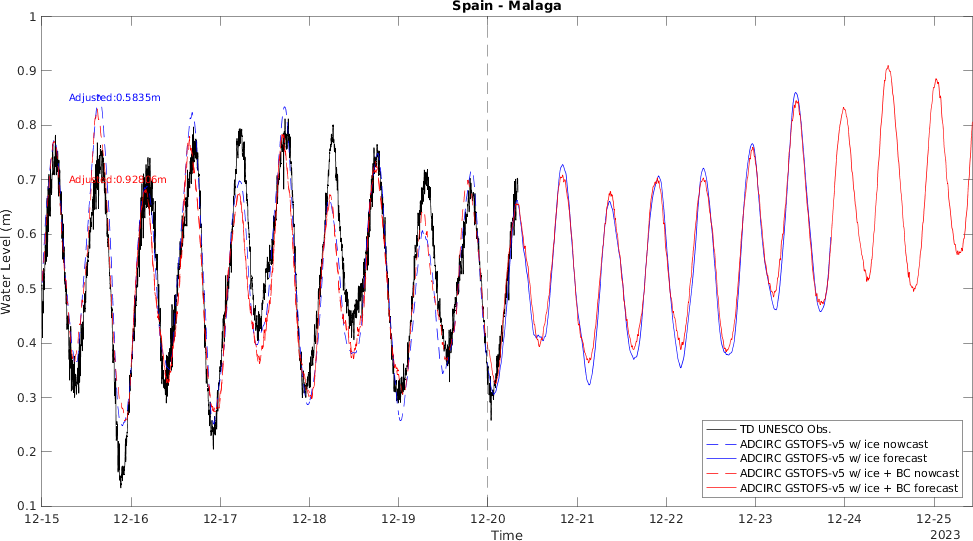 Spain - Malaga
1
0.9
0.8
0.7
0.6
0.5
0.4
0.3
0.2
0.1
Water Level (m)
Adjusted:0.5835m
12-15
12-16
12-17
12-18
12-19
12-20
12-21
12-22
12-23
12-24
12-25
2023
Time
TD UNESCO Obs.
ADCIRC GSTOFS-v5 w/ ice nowcast
ADCIRC GSTOFS-v5 w/ ice forecast
ADCIRC GSTOFS-v5 w/ ice + BC nowcast
ADCIRC GSTOFS-v5 w/ ice + BC forecast